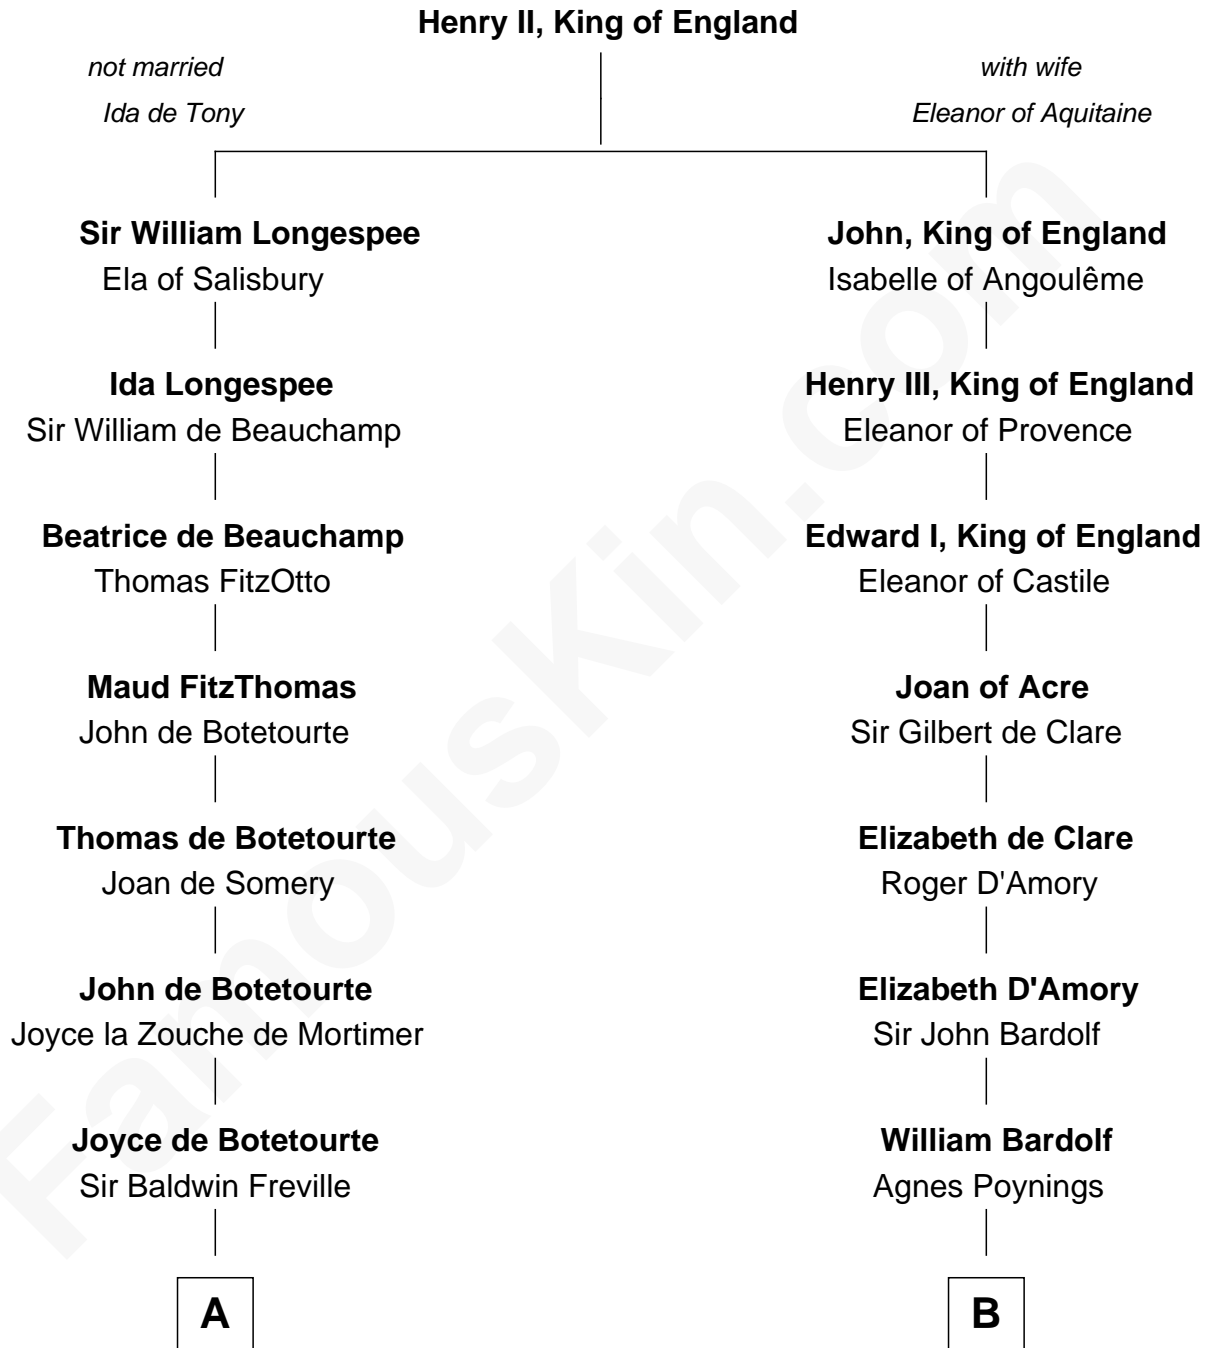 Henry II, King of England
not married
Ida de Tony
with wife
Eleanor of Aquitaine
Sir William Longespee
Ela of Salisbury
Ida Longespee
Sir William de Beauchamp
Beatrice de Beauchamp
Thomas FitzOtto
Maud FitzThomas
John de Botetourte
Thomas de Botetourte
Joan de Somery
John de Botetourte
Joyce la Zouche de Mortimer
Joyce de Botetourte
Sir Baldwin Freville
A
John, King of England
Isabelle of Angoulême
Henry III, King of England
Eleanor of Provence
Edward I, King of England
Eleanor of Castile
Joan of Acre
Sir Gilbert de Clare
Elizabeth de Clare
Roger D'Amory
Elizabeth D'Amory
Sir John Bardolf
William Bardolf
Agnes Poynings
B
FamousKin.com